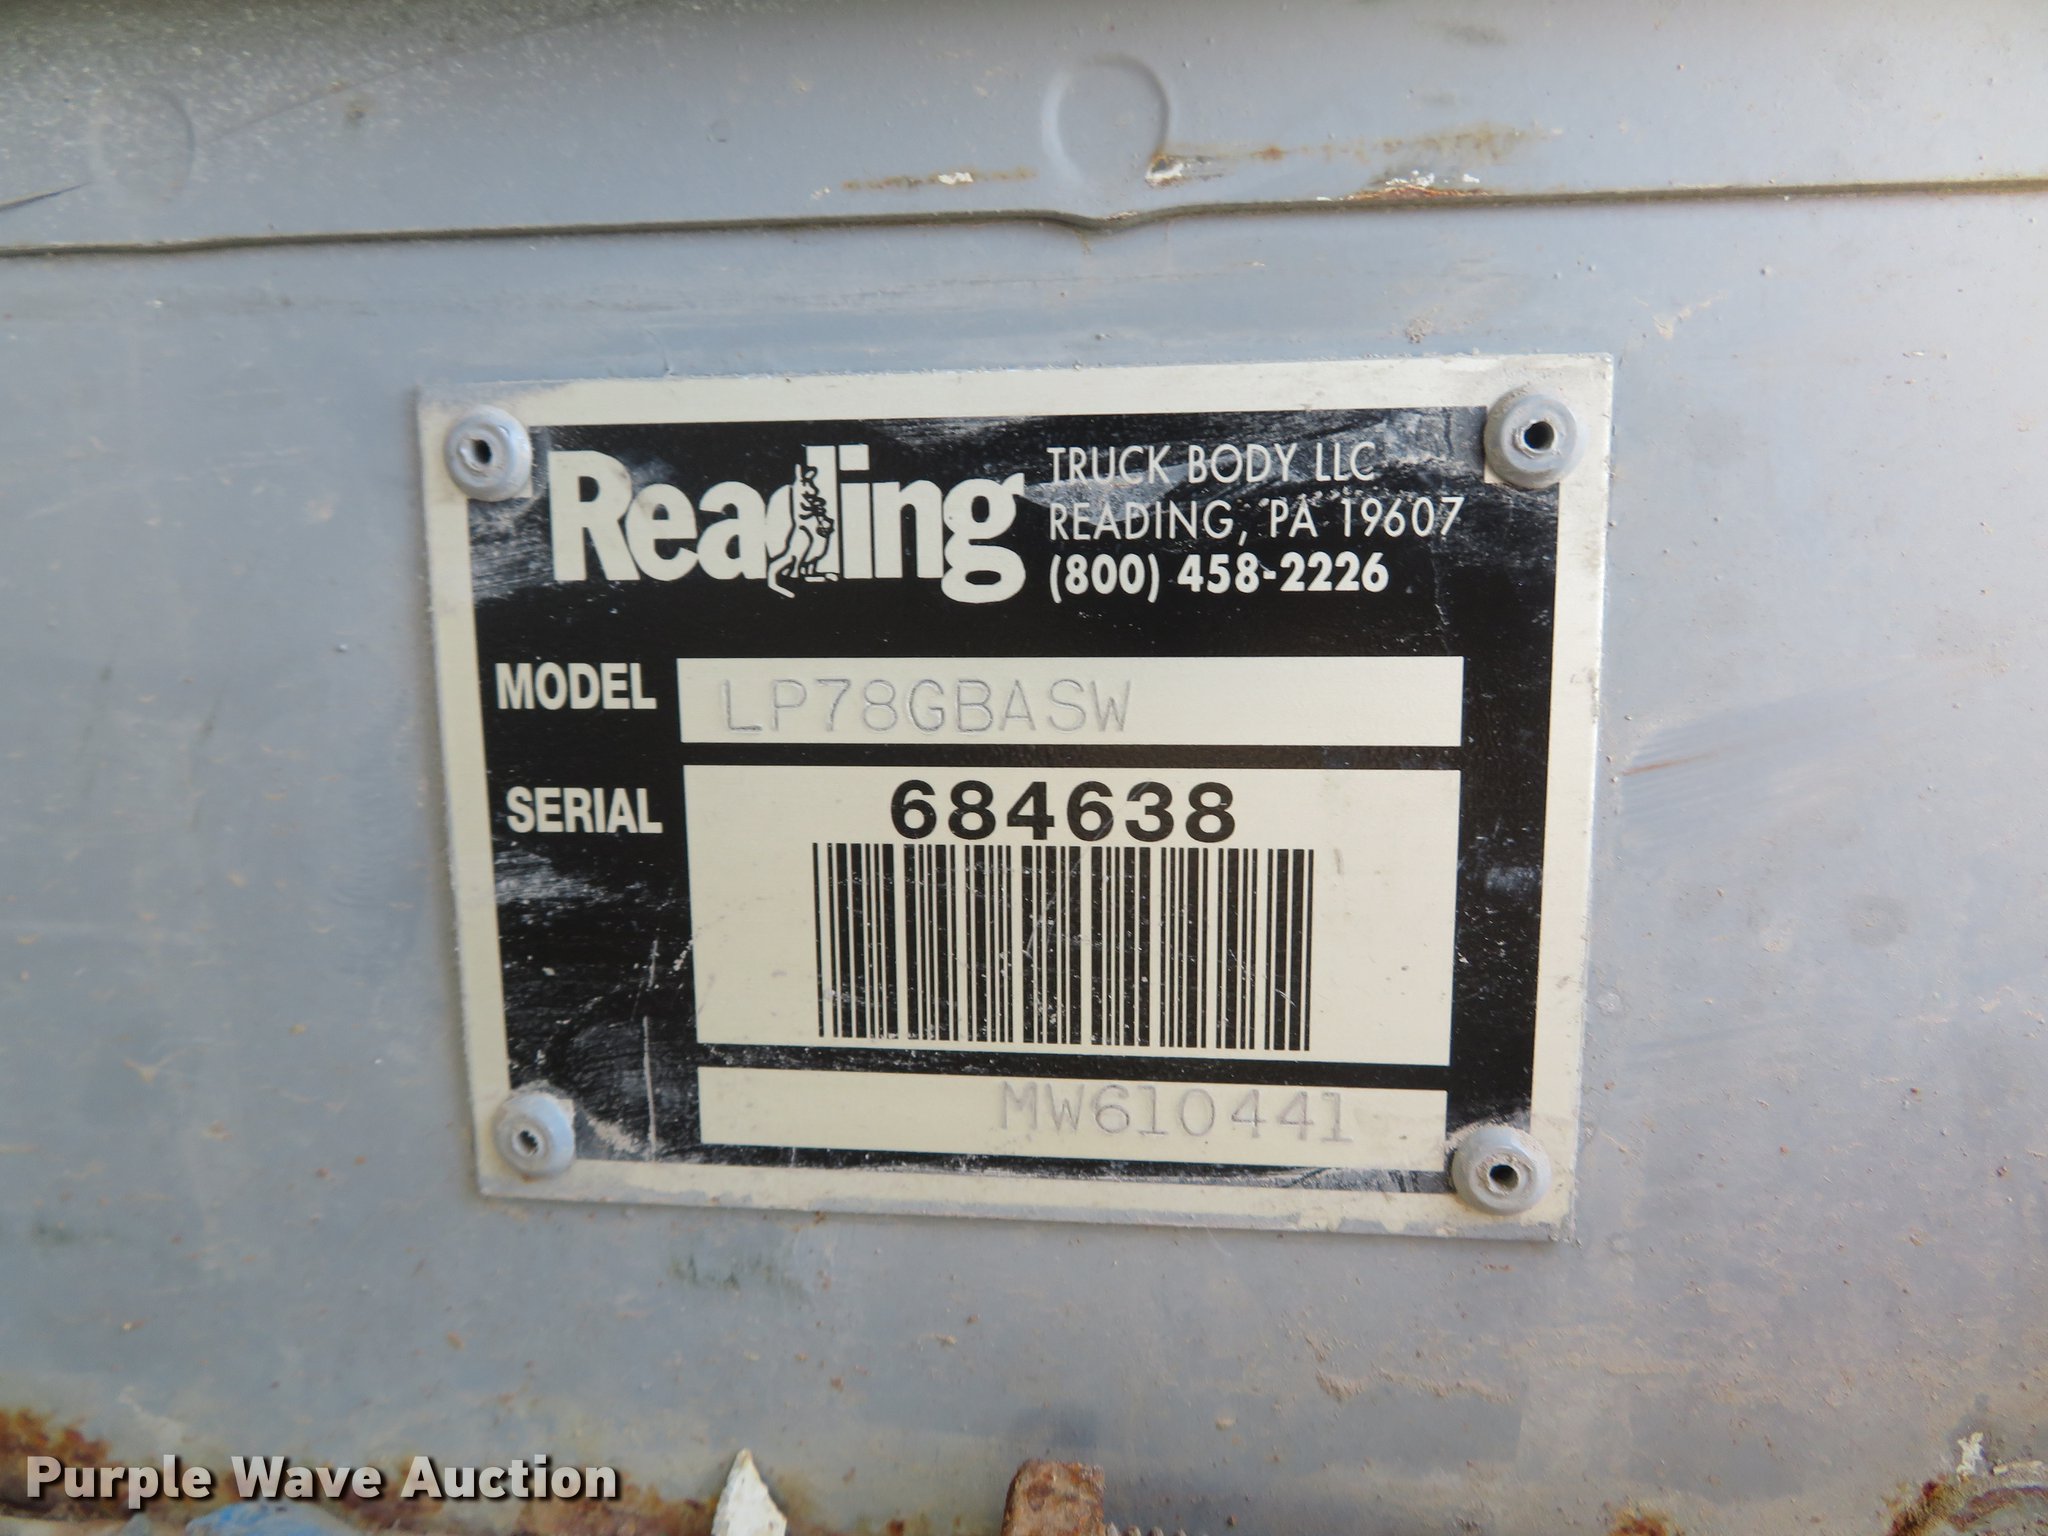 Reading
TRUCK BODY LLC
READING, PA 19607
(800) 458-2226
MODEL LP78GBASW
SERIAL 684638
MW610441
Purple Wave Auction